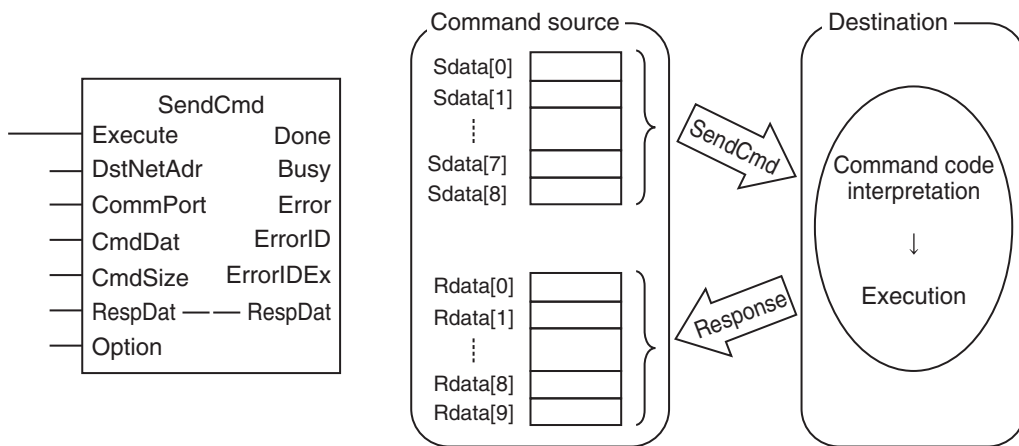 SendCmd
Execute Done
DstNetAdr Busy
CommPort Error
CmdDat ErrorID
CmdSize ErrorIDEx
RespDat RespDat
Option
Command source
Sdata[0]
Sdata[1]
Sdata[7]
Sdata[8]
Rdata[0]
Rdata[1]
Rdata[8]
Rdata[9]
SendCmd
Response
Destination
Command code
interpretation
↓
Execution